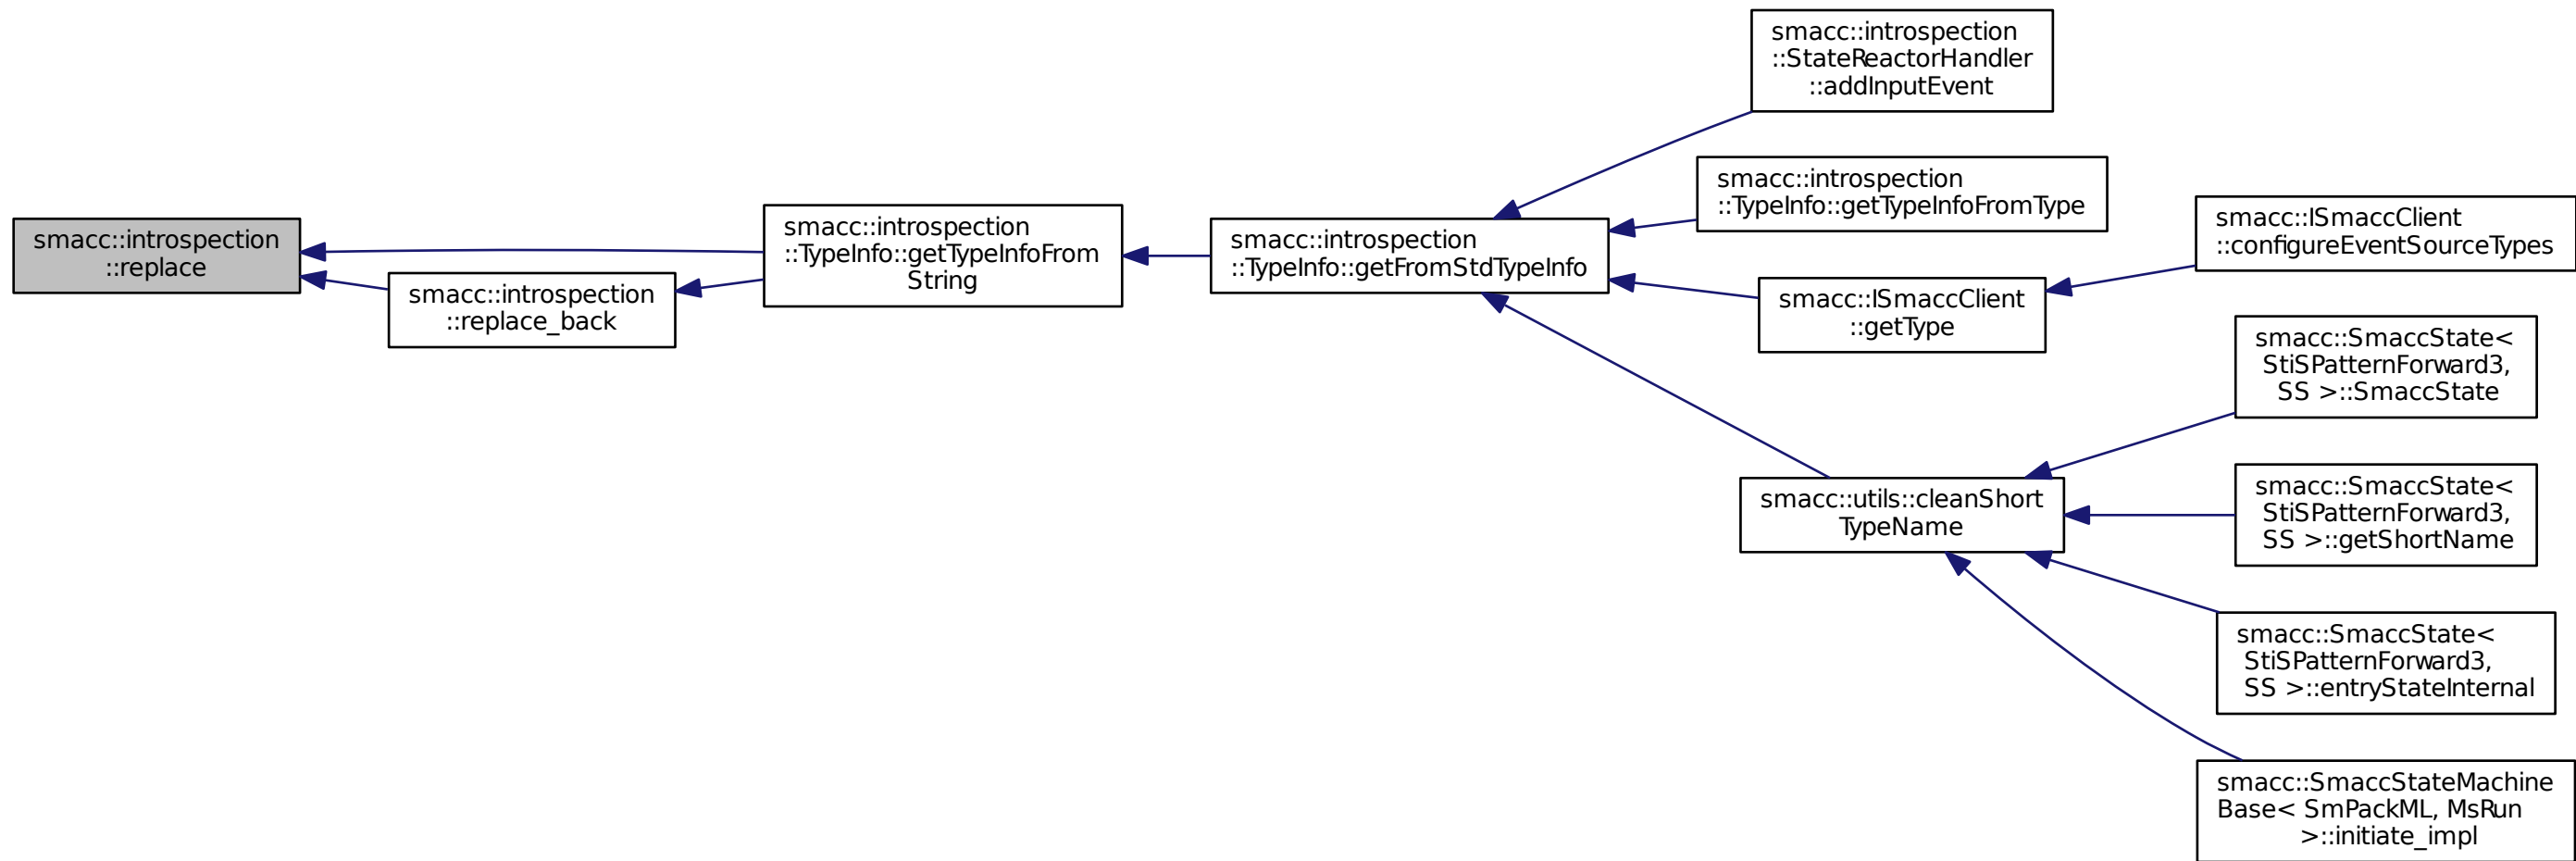 smacc::introspection
::replace
smacc::introspection
::replace_back
smacc::introspection
::TypeInfo::getTypeInfoFrom
String
smacc::introspection
::TypeInfo::getFromStdTypeInfo
smacc::introspection
::StateReactorHandler
::addInputEvent
smacc::introspection
::TypeInfo::getTypeInfoFromType
smacc::ISmaccClient
::getType
smacc::ISmaccClient
::configureEventSourceTypes
smacc::utils::cleanShort
TypeName
smacc::SmaccState<
StiSPatternForward3,
SS >::SmaccState
smacc::SmaccState<
StiSPatternForward3,
SS >::getShortName
smacc::SmaccState<
StiSPatternForward3,
SS >::entryStateInternal
smacc::SmaccStateMachine
Base< SmPackML, MsRun
>::initiate_impl